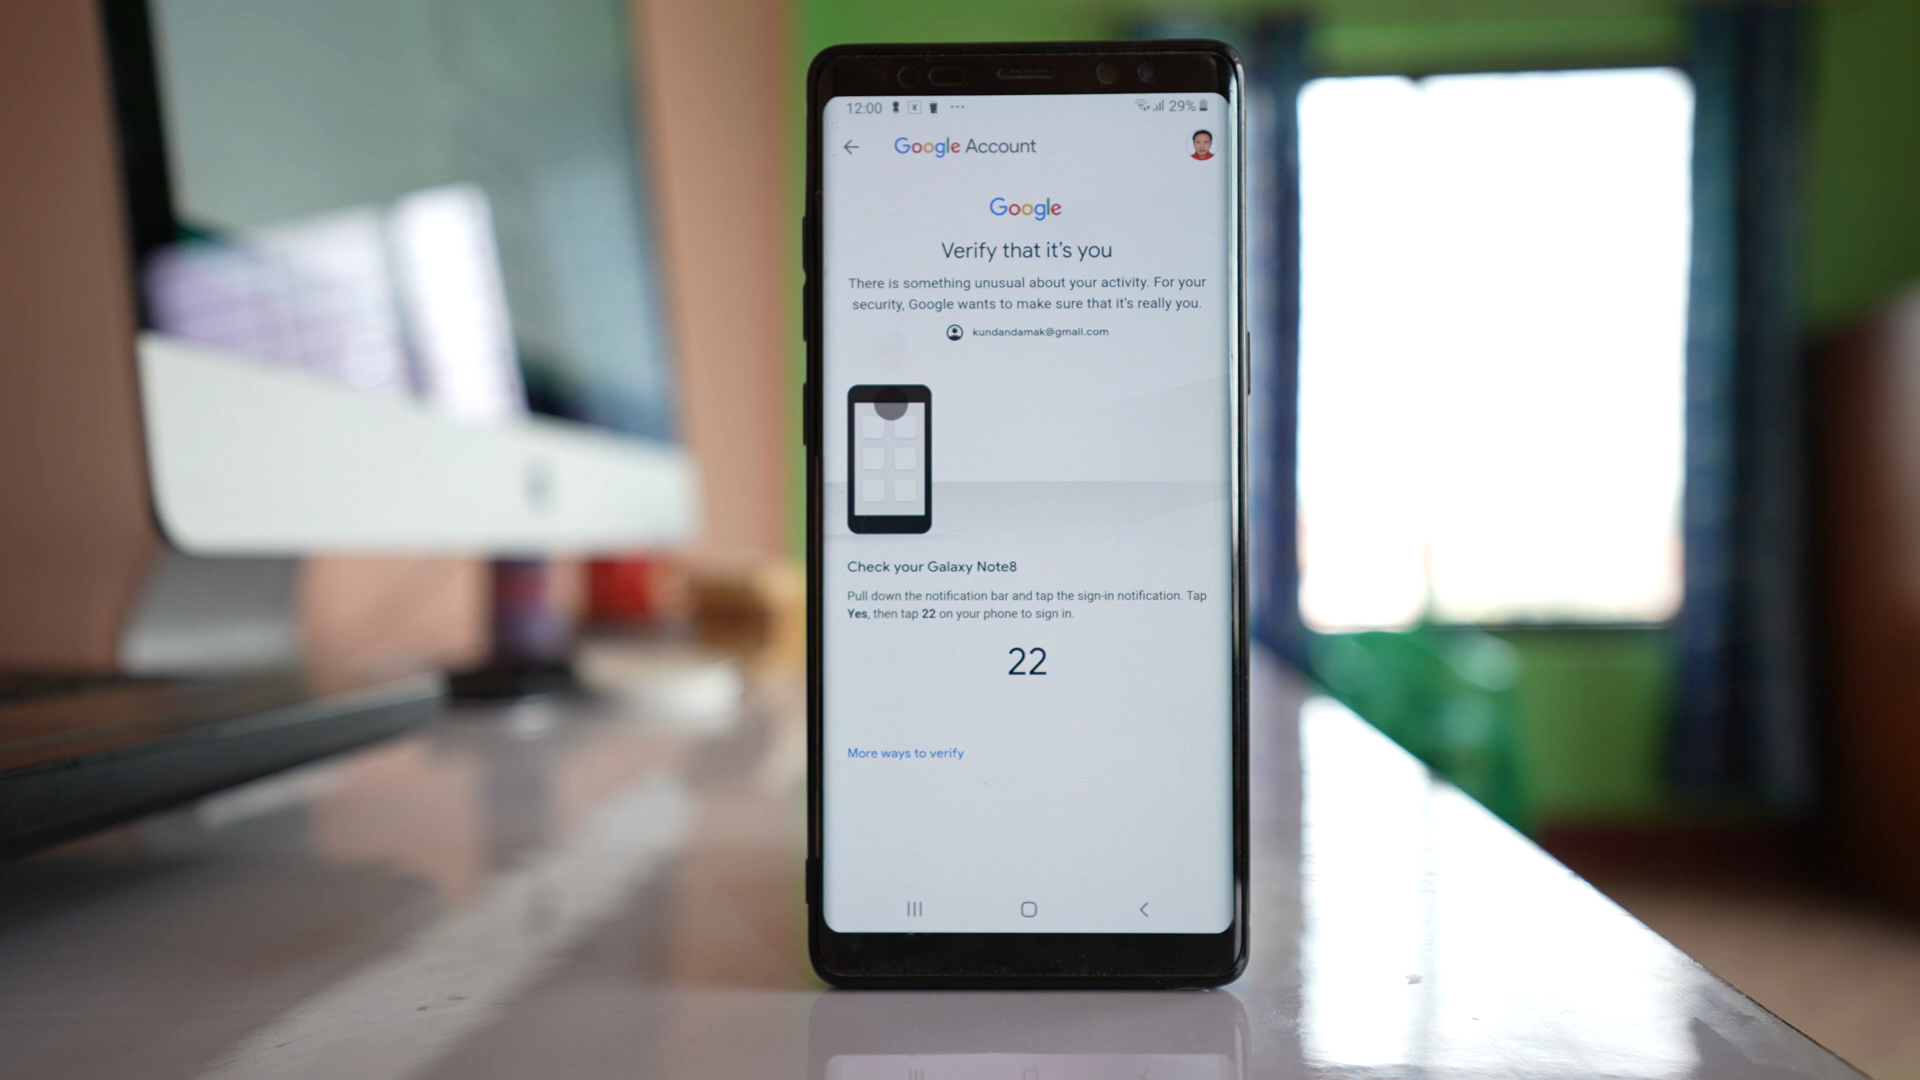 12:00 29%
Google Account
Google
Verify that it's you
There is something unusual about your activity. For your
security, Google wants to make sure that it's really you.
kundandamak@gmail.com
Check your Galaxy Note8
Pull down the notification bar and tap the sign-in notification. Tap
Yes, then tap 22 on your phone to sign in.
22
More ways to verify